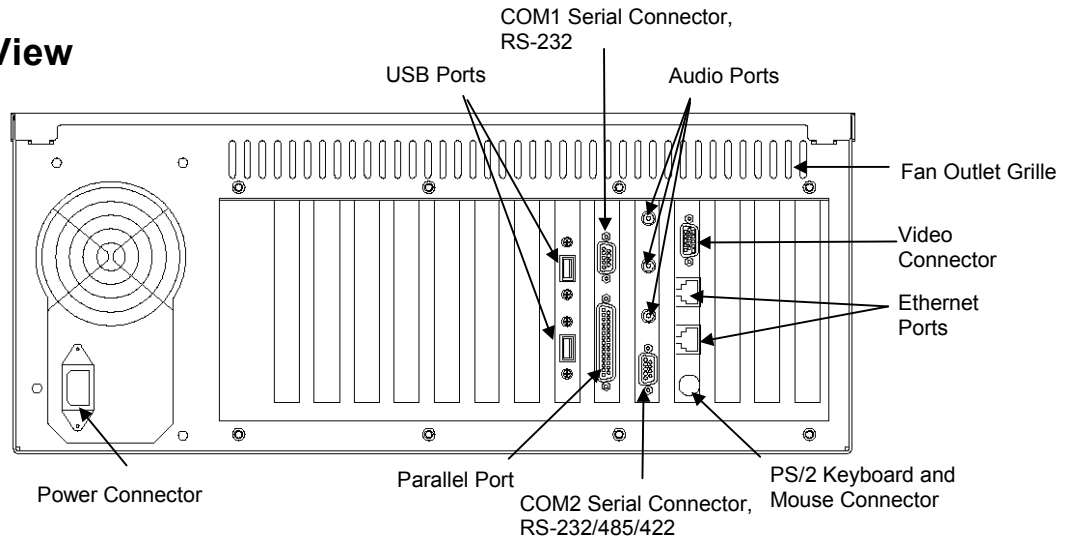 View
COM1 Serial Connector,
RS-232
USB Ports
Audio Ports
Fan Outlet Grille
Video
Connector
Ethernet
Ports
Parallel Port
PS/2 Keyboard and
Mouse Connector
Power Connector
COM2 Serial Connector,
RS-232/485/422